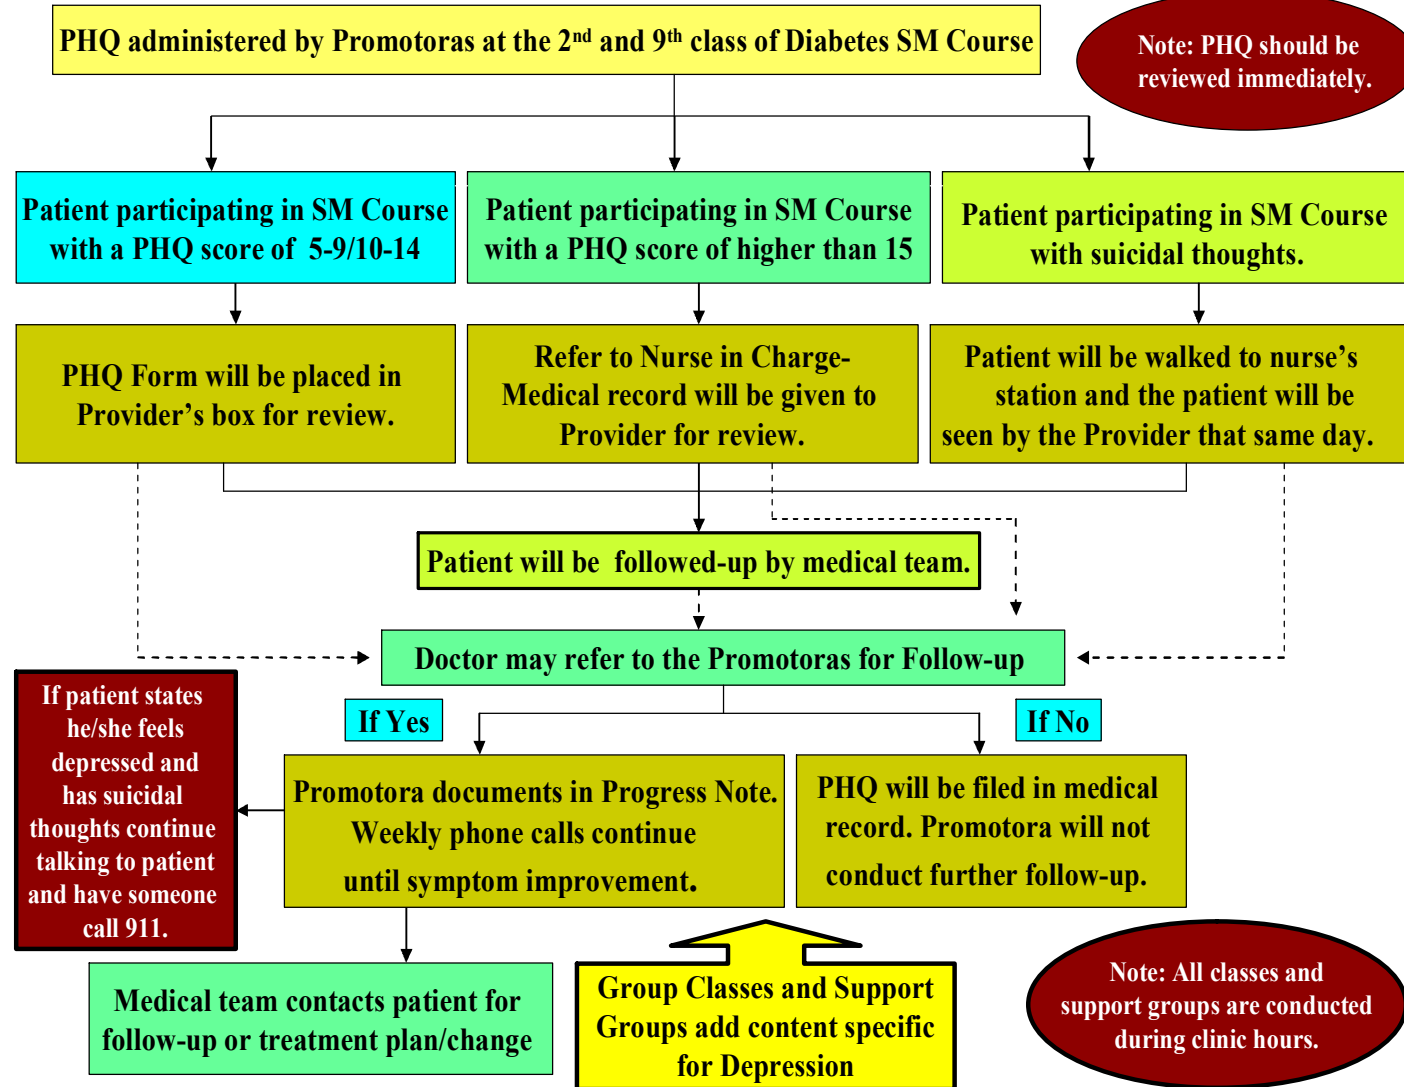 PHQ administered by Promotoras at the 2nd and 9th class of Diabetes SM Course
Note: PHQ should be
reviewed immediately.
Patient participating in SM Course
with a PHQ score of 5-9/10-14
Patient participating in SM Course
with a PHQ score of higher than 15
Patient participating in SM Course
with suicidal thoughts.
PHQ Form will be placed in
Provider’s box for review.
Refer to Nurse in Charge-
Medical record will be given to
Provider for review.
Patient will be walked to nurse’s
station and the patient will be
seen by the Provider that same day.
Patient will be followed-up by medical team.
Doctor may refer to the Promotoras for Follow-up
If Yes
If No
If patient states
he/she feels
depressed and
has suicidal
thoughts continue
talking to patient
and have someone
call 911.
Promotora documents in Progress Note.
Weekly phone calls continue
until symptom improvement.
PHQ will be filed in medical
record. Promotora will not
conduct further follow-up.
Medical team contacts patient for
follow-up or treatment plan/change
Group Classes and Support
Groups add content specific
for Depression
Note: All classes and
support groups are conducted
during clinic hours.